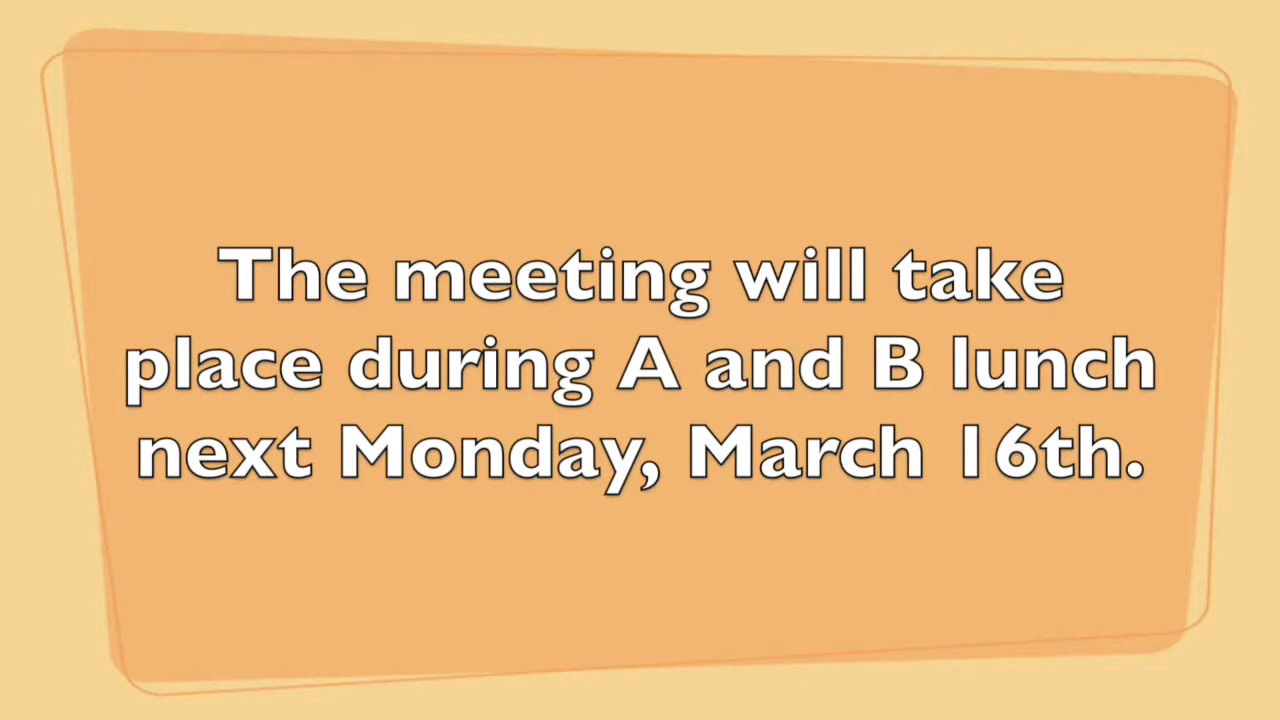 The meeting will take
place during A and B lunch
next Monday, March 16th.